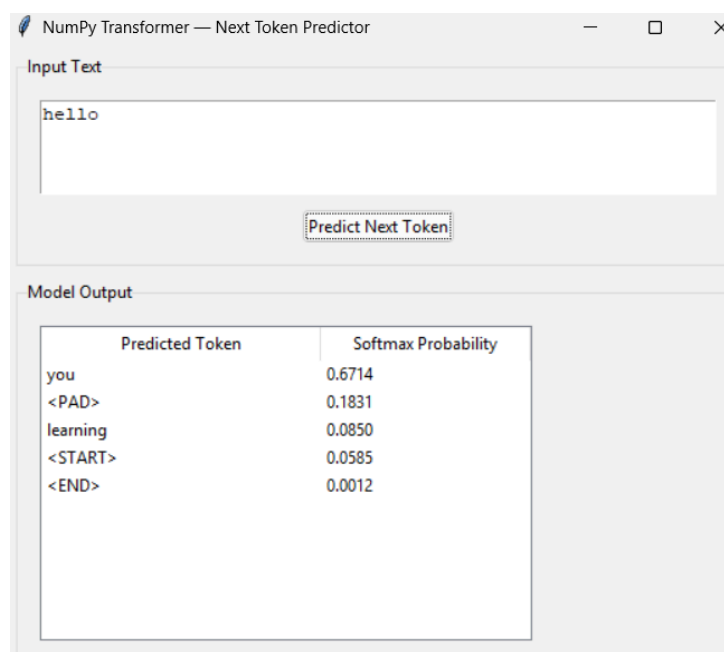 NumPy Transformer — Next Token Predictor
Input Text
hello
Predict Next Token
Model Output
Predicted Token Softmax Probability
you 0.6714
<PAD> 0.1831
learning 0.0850
<START> 0.0585
<END> 0.0012